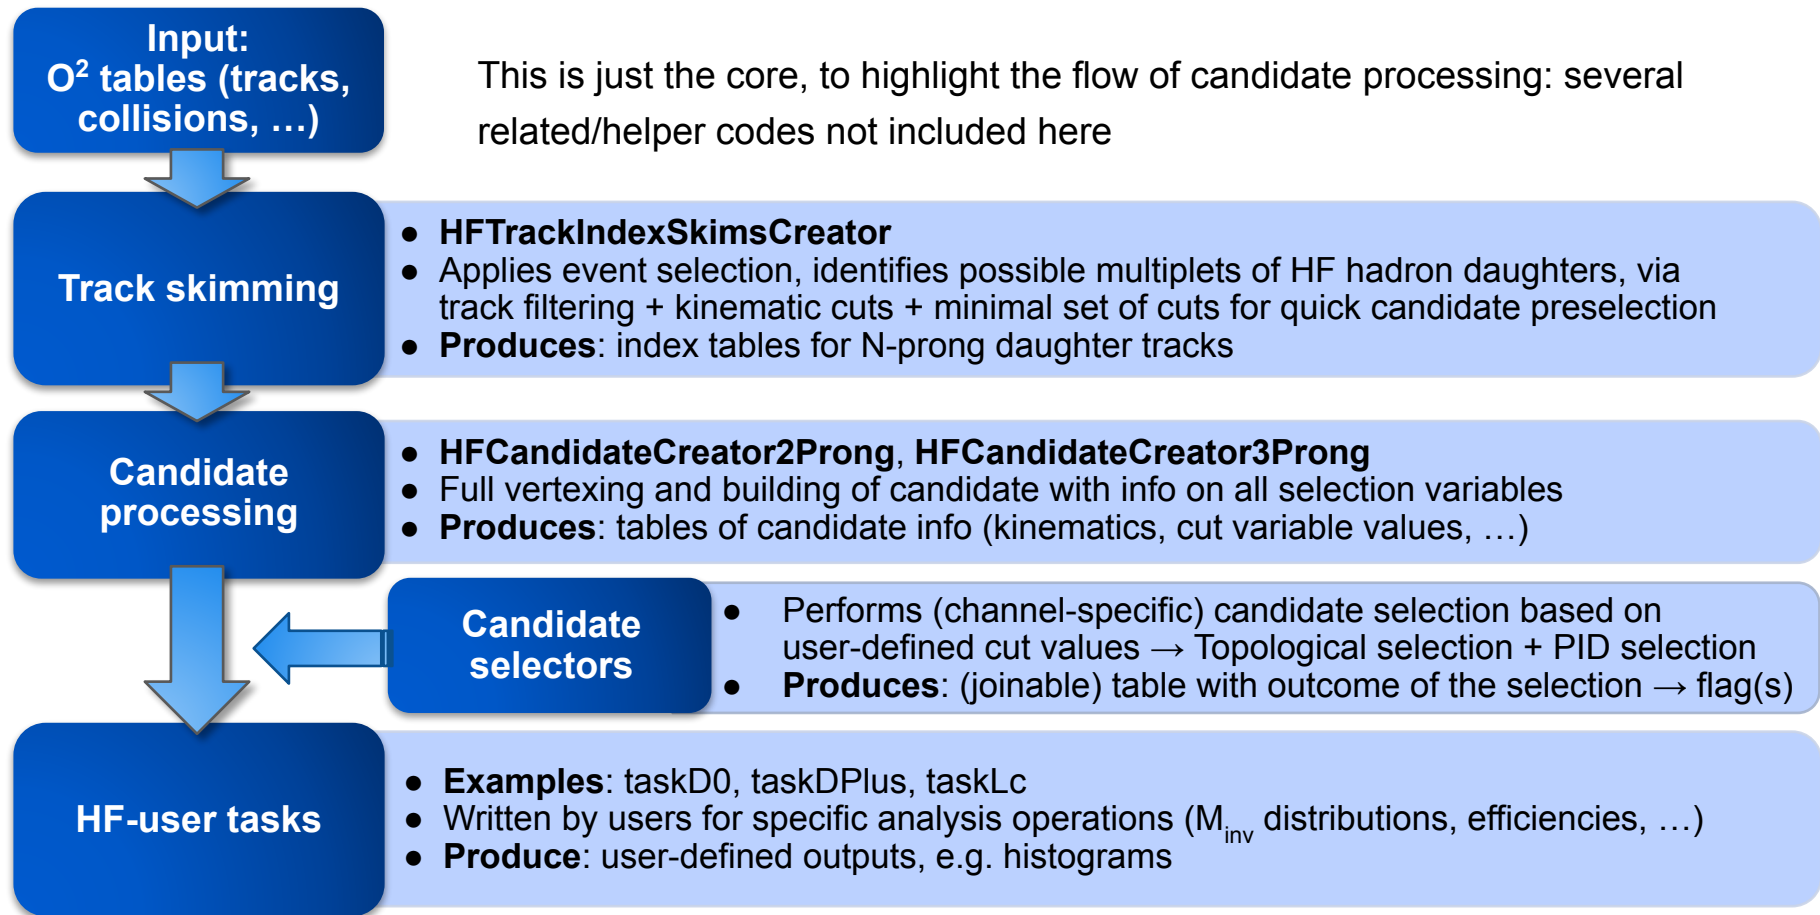 Input:
O² tables (tracks,
collisions, …)
This is just the core, to highlight the flow of candidate processing: several
related/helper codes not included here
Track skimming
● HFTrackIndexSkimsCreator
● Applies event selection, identifies possible multiplets of HF hadron daughters, via
track filtering + kinematic cuts + minimal set of cuts for quick candidate preselection
● Produces: index tables for N-prong daughter tracks
Candidate
processing
● HFCandidateCreator2Prong, HFCandidateCreator3Prong
● Full vertexing and building of candidate with info on all selection variables
● Produces: tables of candidate info (kinematics, cut variable values, …)
Candidate
selectors
● Performs (channel-specific) candidate selection based on
user-defined cut values → Topological selection + PID selection
● Produces: (joinable) table with outcome of the selection → flag(s)
HF-user tasks
● Examples: taskD0, taskDPlus, taskLc
● Written by users for specific analysis operations (M_inv distributions, efficiencies, …)
● Produce: user-defined outputs, e.g. histograms